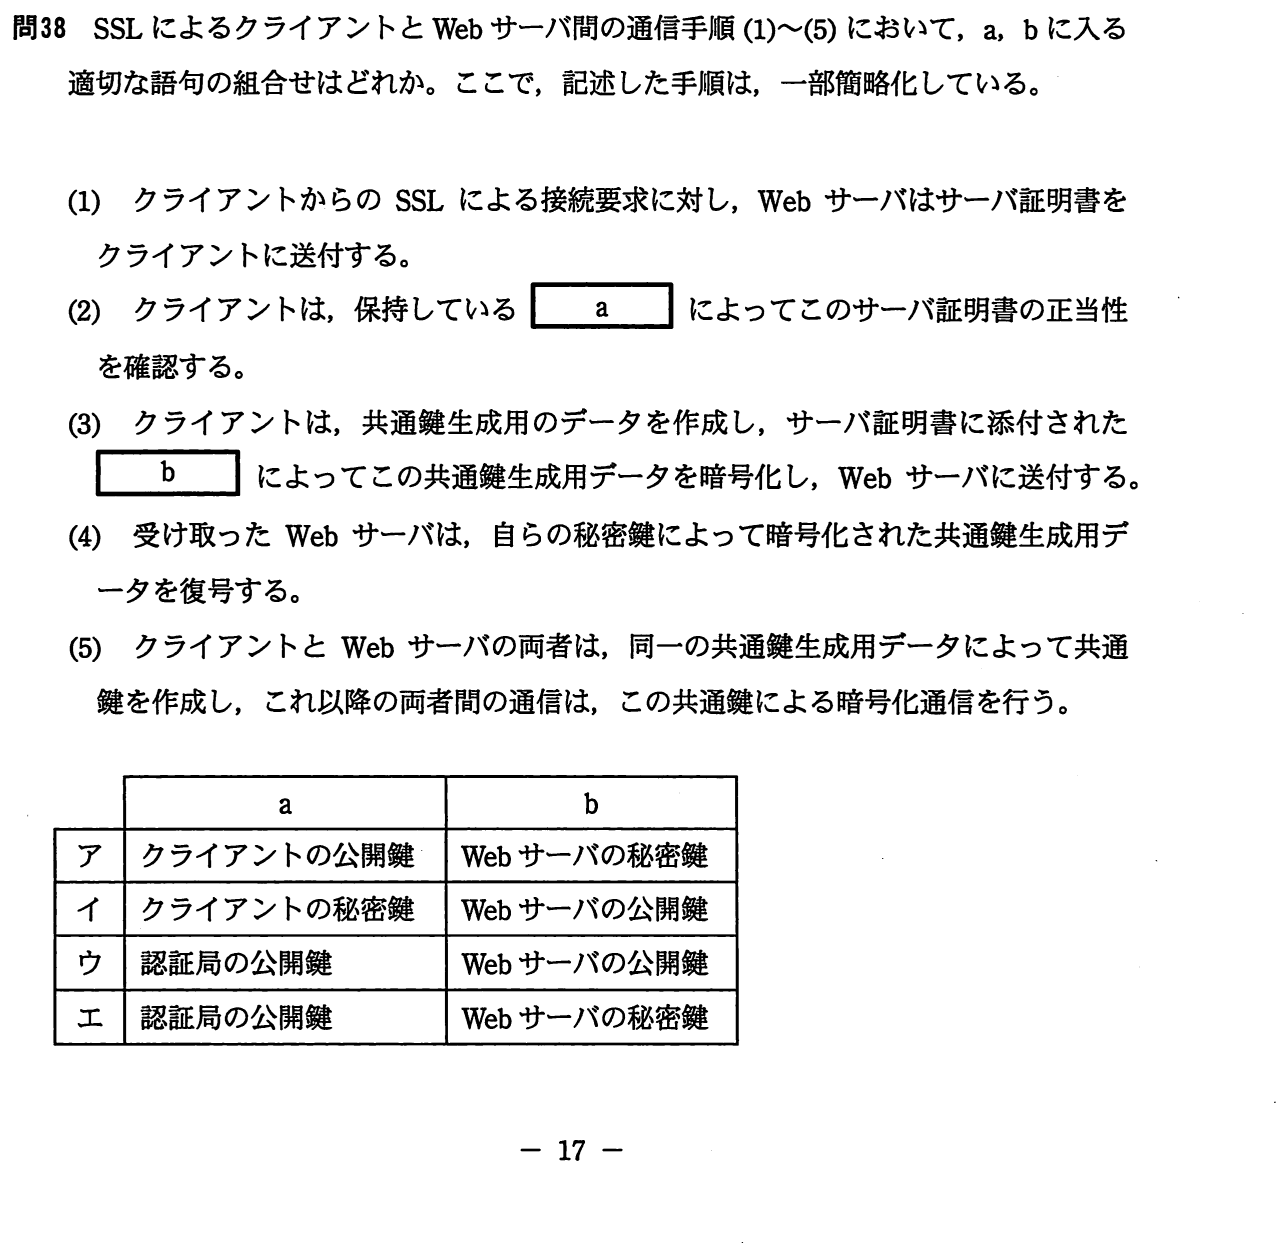 問38 SSLによるクライアントとWebサーバ間の通信手順(1)～(5)において，a，bに入る
適切な語句の組合せはどれか。ここで，記述した手順は，一部簡略化している。
(1) クライアントからの SSL による接続要求に対し，Web サーバはサーバ証明書を
クライアントに送付する。
(2) クライアントは，保持している a によってこのサーバ証明書の正当性
を確認する。
(3) クライアントは，共通鍵生成用のデータを作成し，サーバ証明書に添付された
b によってこの共通鍵生成用データを暗号化し，Web サーバに送付する。
(4) 受け取った Web サーバは，自らの秘密鍵によって暗号化された共通鍵生成用デ
ータを復号する。
(5) クライアントと Web サーバの両者は，同一の共通鍵生成用データによって共通
鍵を作成し，これ以降の両者間の通信は，この共通鍵による暗号化通信を行う。
a b
ア クライアントの公開鍵 Webサーバの秘密鍵
イ クライアントの秘密鍵 Webサーバの公開鍵
ウ 認証局の公開鍵 Webサーバの公開鍵
エ 認証局の公開鍵 Webサーバの秘密鍵
－ 17 －